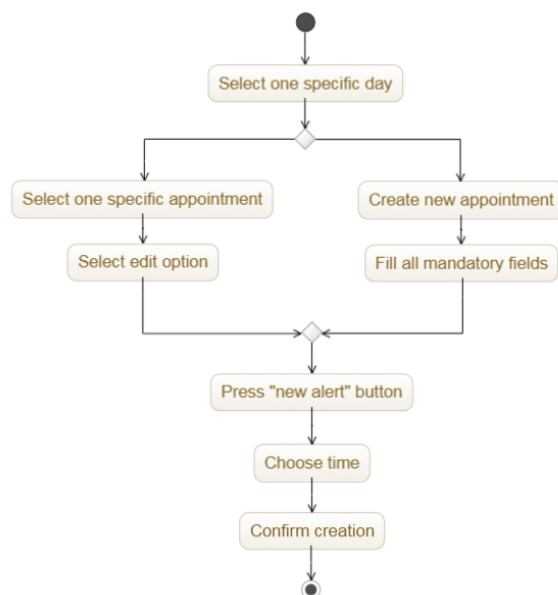 Select one specific day
Select one specific appointment
Create new appointment
Select edit option
Fill all mandatory fields
Press "new alert" button
Choose time
Confirm creation